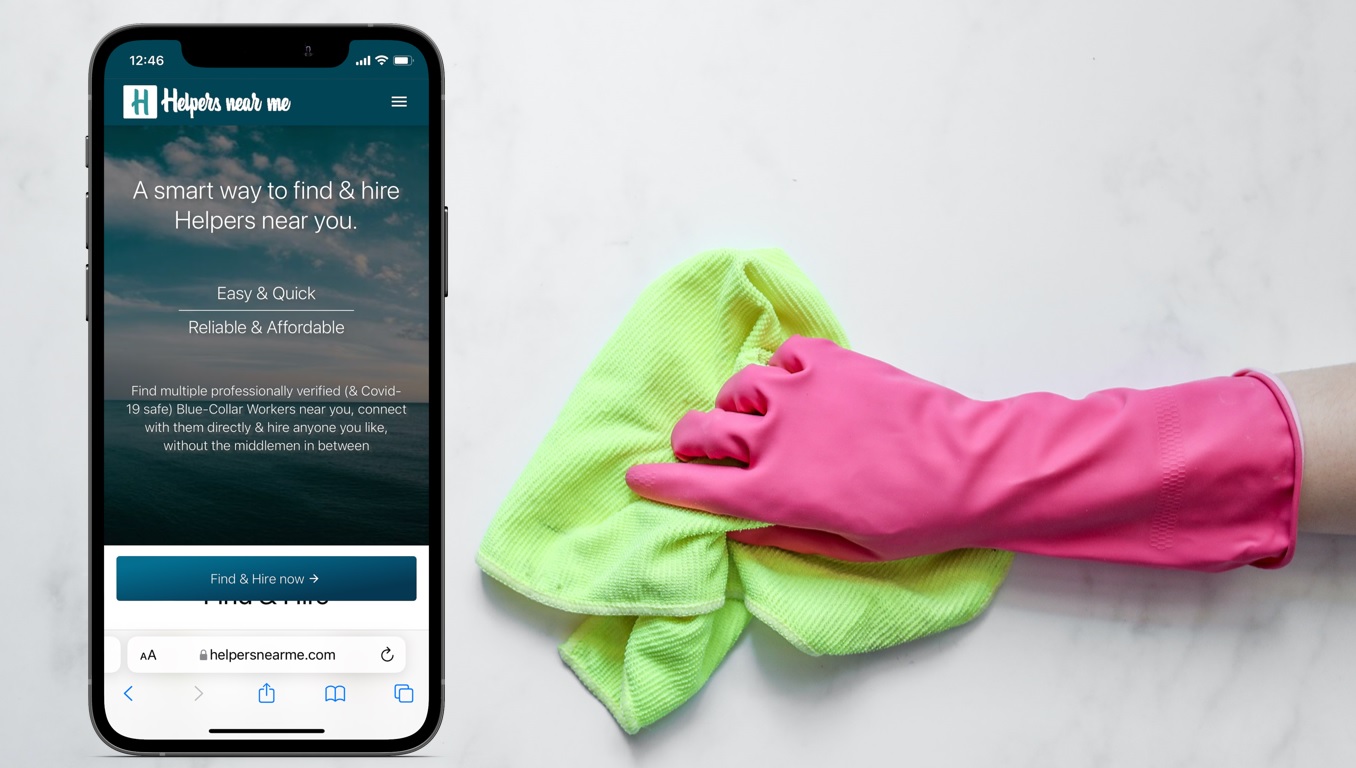 12:46
H Helpers near me
A smart way to find & hire
Helpers near you.
Easy & Quick
Reliable & Affordable
Find multiple professionally verified (& Covid-
19 safe) Blue-Collar Workers near you, connect
with them directly & hire anyone you like,
without the middlemen in between
Find & Hire now →
Find & Hire
AA helpersnearme.com